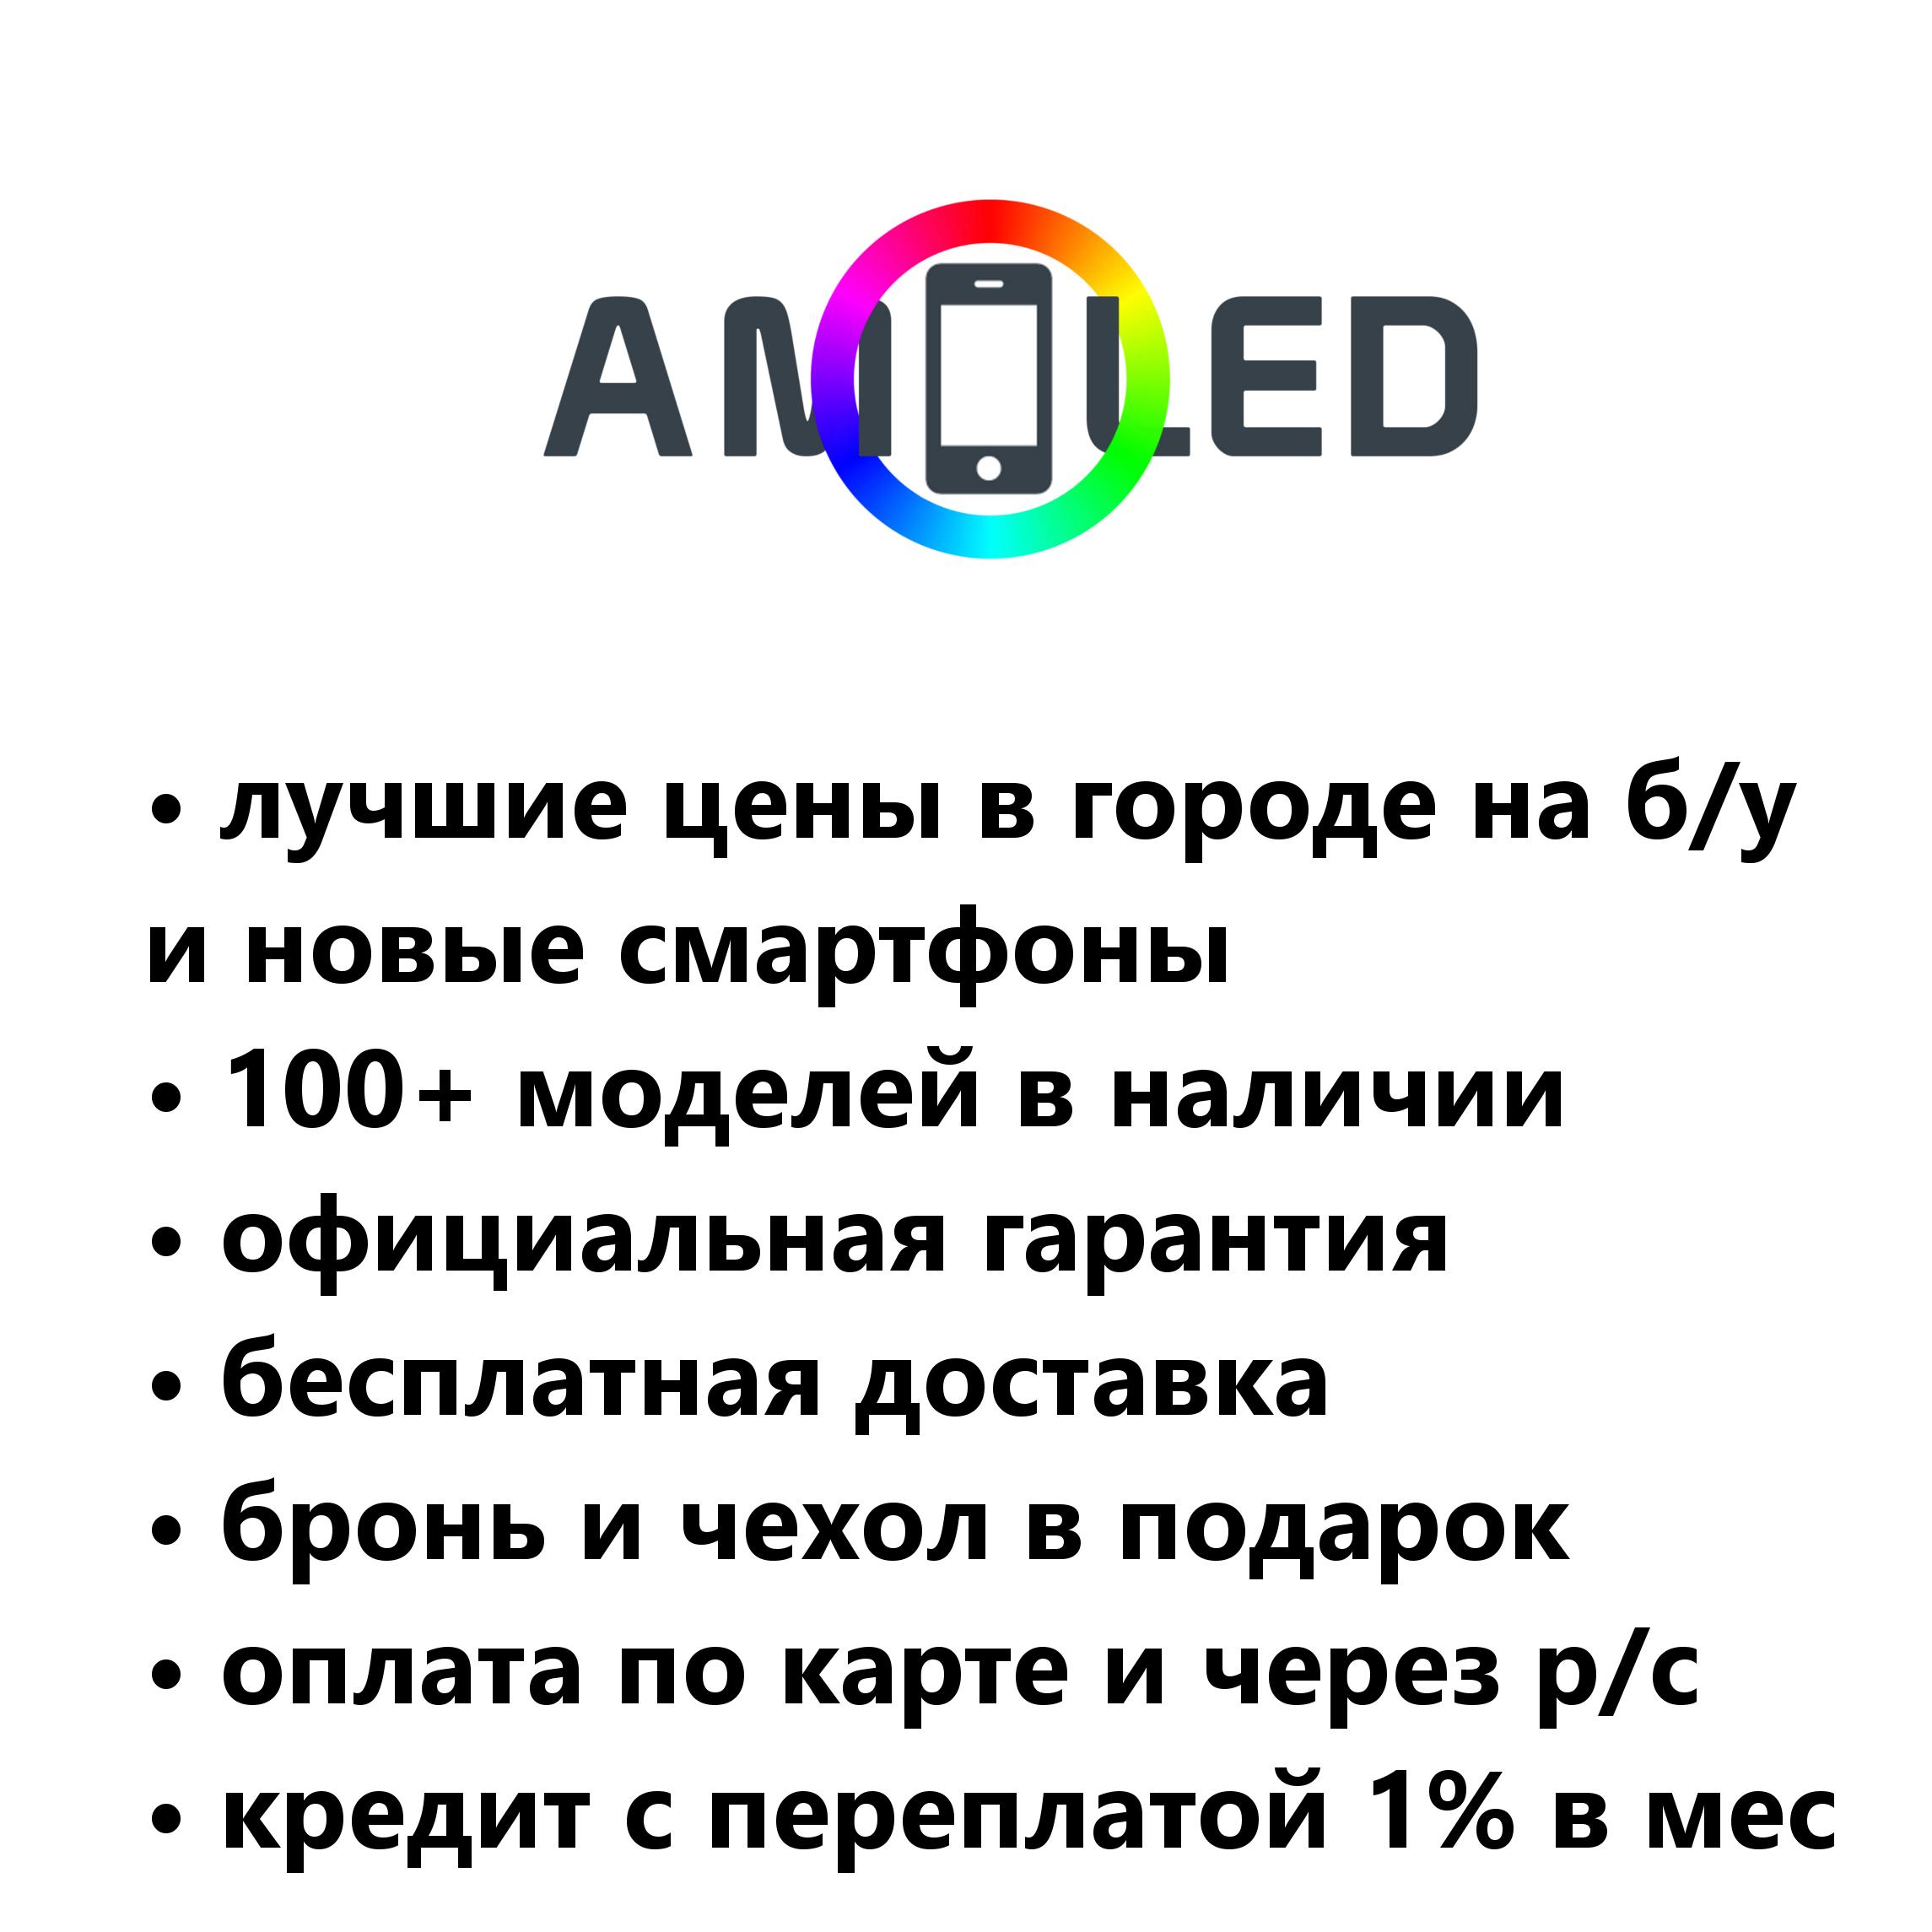 AMOLED
• лучшие цены в городе на б/у
и новые смартфоны
• 100+ моделей в наличии
• официальная гарантия
• бесплатная доставка
• бронь и чехол в подарок
• оплата по карте и через р/с
• кредит с переплатой 1% в мес